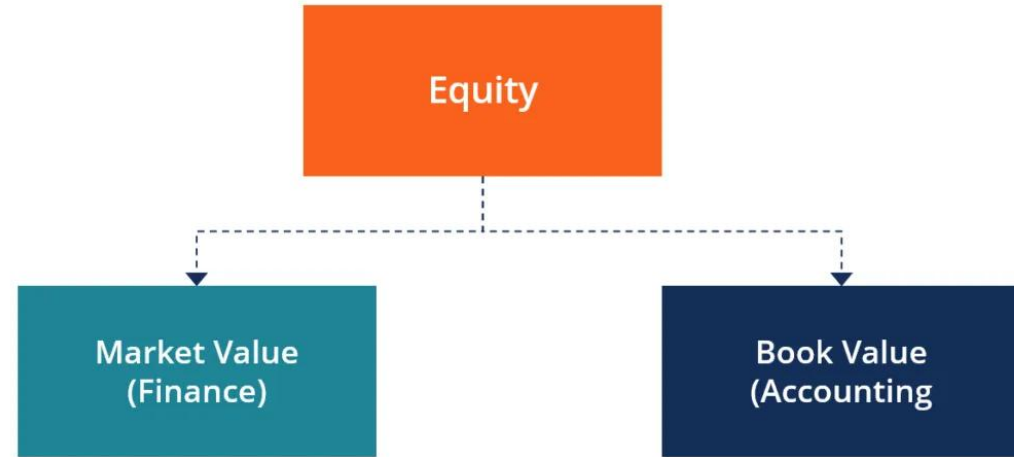 Equity
Market Value
(Finance)
Book Value
(Accounting